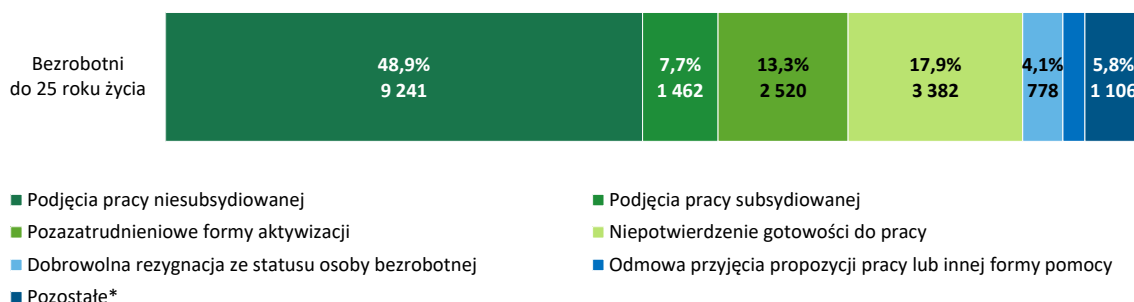 Bezrobotni
do 25 roku życia
48,9%
9 241
7,7%
1 462
13,3%
2 520
17,9%
3 382
4,1%
778
5,8%
1 106
Podjęcia pracy niesubsydiowanej
Podjęcia pracy subsydiowanej
Pozazatrudnieniowe formy aktywizacji
Niepotwierdzenie gotowości do pracy
Dobrowolna rezygnacja ze statusu osoby bezrobotnej
Odmowa przyjęcia propozycji pracy lub innej formy pomocy
Pozostałe*